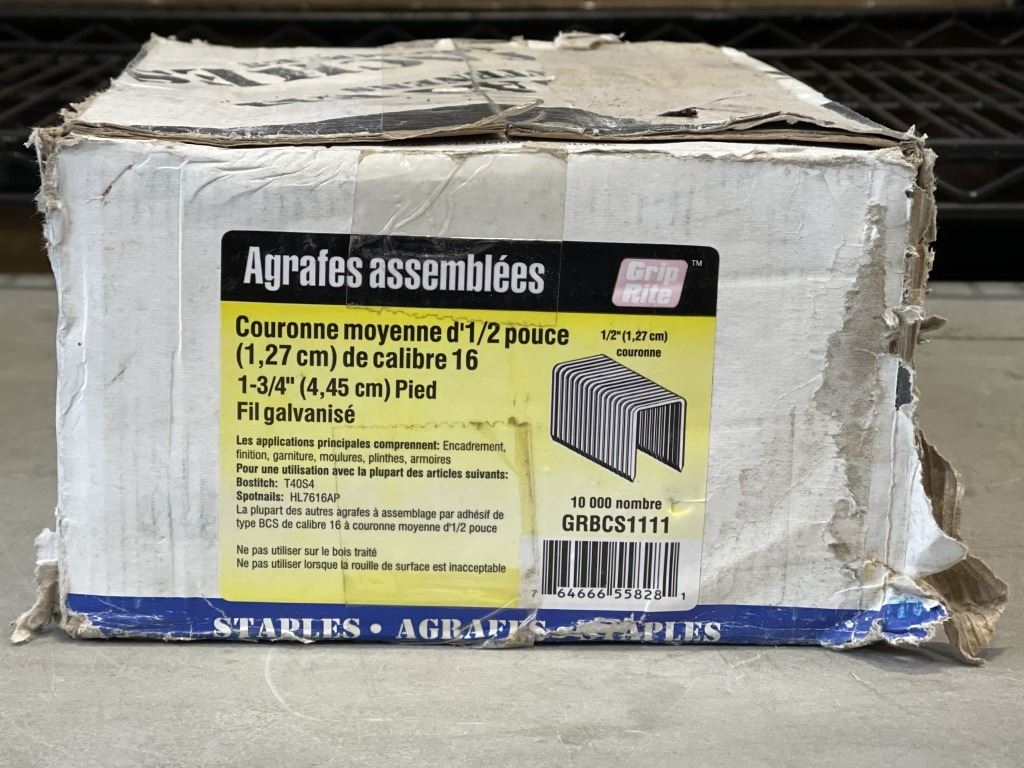 Agrafes assemblées
Grip
Rite
TM
Couronne moyenne d'1/2 pouce
(1,27 cm) de calibre 16
1-3/4" (4,45 cm) Pied
Fil galvanisé
1/2" (1,27 cm)
couronne
Les applications principales comprennent: Encadrement,
finition, garniture, moulures, plinthes, armoires
Pour une utilisation avec la plupart des articles suivants:
Bostitch: T40S4
Spotnails: HL7616AP
La plupart des autres agrafes à assemblage par adhésif de
type BCS de calibre 16 à couronne moyenne d'1/2 pouce
Ne pas utiliser sur le bois traité
Ne pas utiliser lorsque la rouille de surface est inacceptable
10 000 nombre
GRBCS1111
7 64666 55828 1
STAPLES • AGRAFES STAPLES